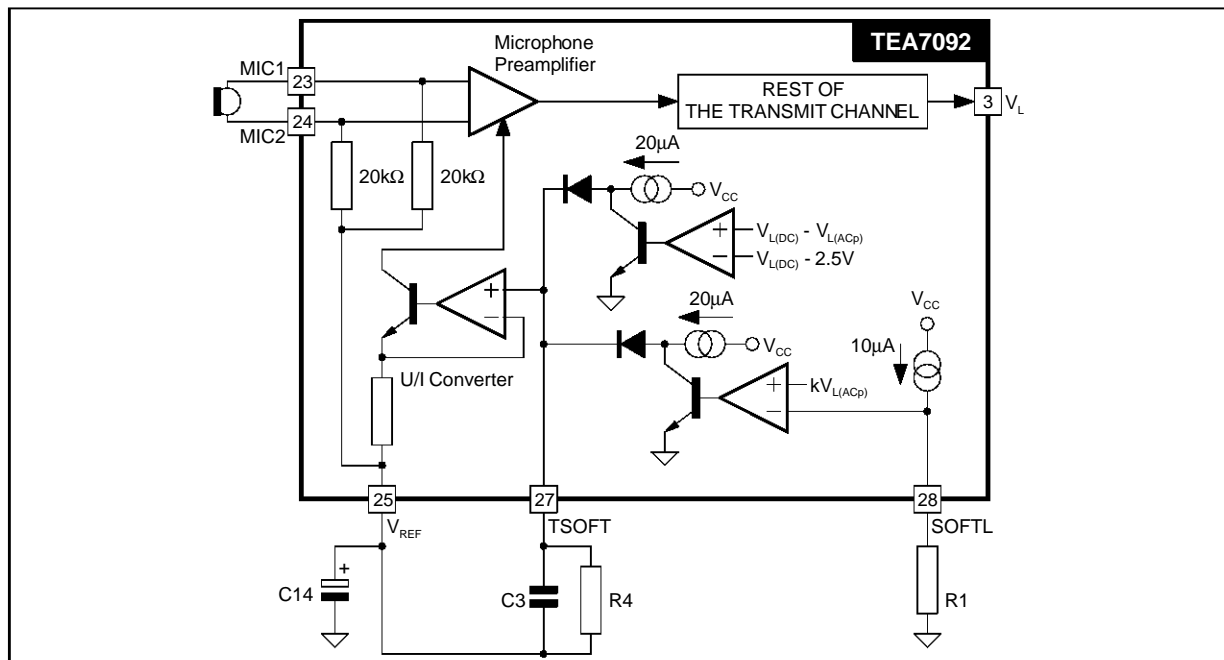 TEA7092
Microphone
Preamplifier
MIC1
23
MIC2
24
REST OF
THE TRANSMIT CHANNEL
3 V_L
20kΩ 20kΩ
20µA
V_CC
+ V_L(DC) - V_L(ACp)
− V_L(DC) - 2.5V
+
−
U/I Converter
20µA
V_CC
V_CC
10µA
+ kV_L(ACp)
−
25 27 28
V_REF TSOFT SOFTL
+
C14 C3 R4 R1